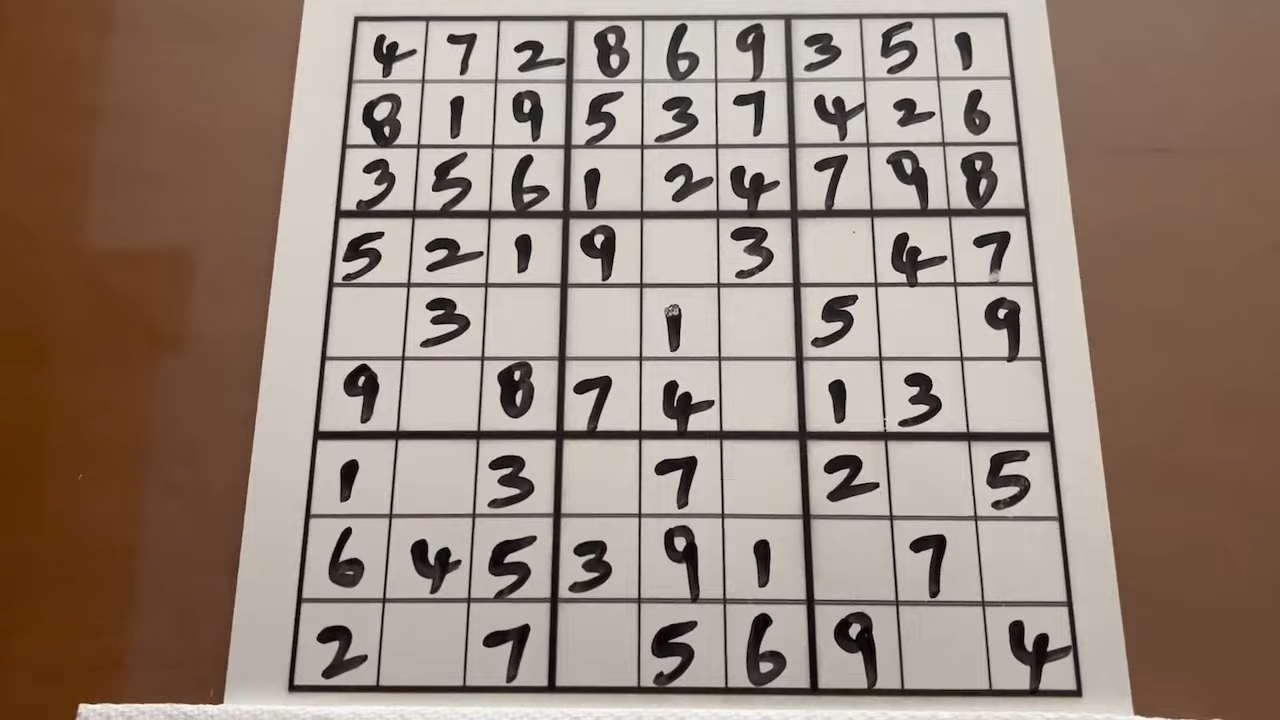 4 7 2 8 6 9 3 5 1
8 1 9 5 3 7 4 2 6
3 5 6 1 2 4 7 9 8
5 2 1 9 3 4 7
3 1 5 9
9 8 7 4 1 3
1 3 7 2 5
6 4 5 3 9 1 7
2 7 5 6 9 4